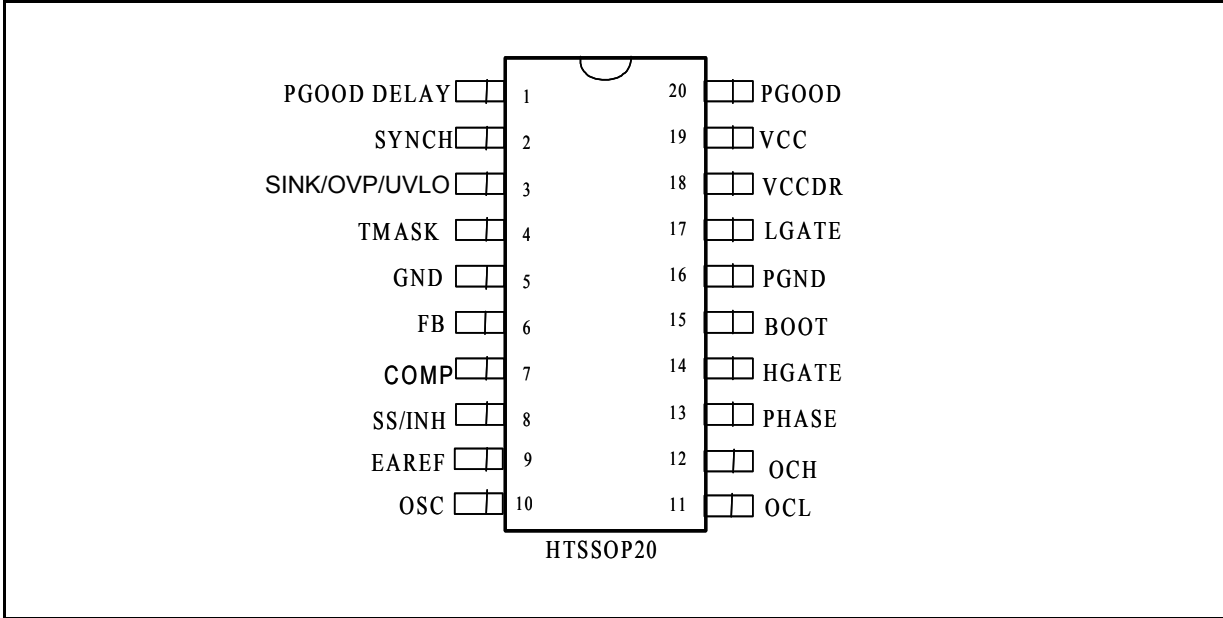 PGOOD DELAY 1 20 PGOOD
SYNCH 2 19 VCC
SINK/OVP/UVLO 3 18 VCCDR
TMASK 4 17 LGATE
GND 5 16 PGND
FB 6 15 BOOT
COMP 7 14 HGATE
SS/INH 8 13 PHASE
EAREF 9 12 OCH
OSC 10 11 OCL
HTSSOP20